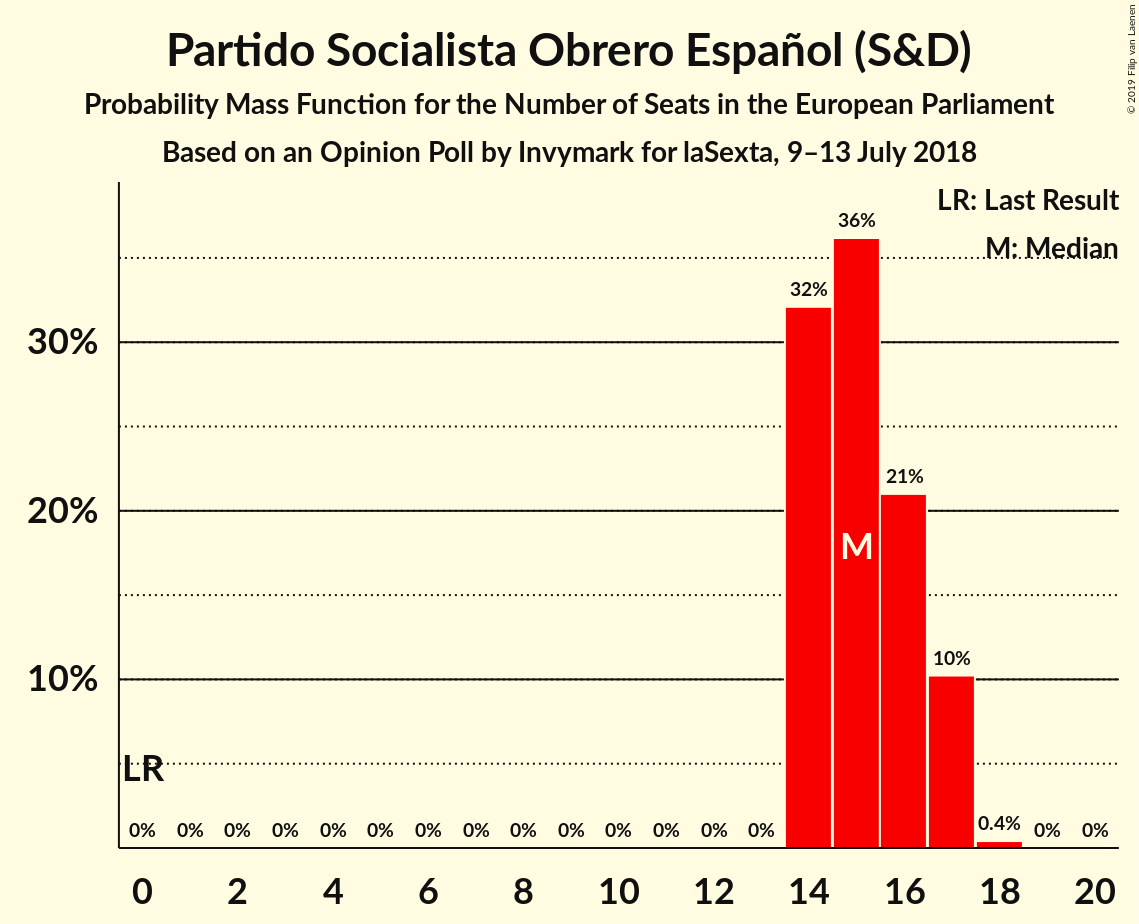 Partido Socialista Obrero Español (S&D)
Probability Mass Function for the Number of Seats in the European Parliament
Based on an Opinion Poll by Invymark for laSexta, 9–13 July 2018
© 2019 Filip van Laenen
LR: Last Result
M: Median
36%
32%
30%
21%
20%
M
10%
10%
LR
0% 0% 0% 0% 0% 0% 0% 0% 0% 0% 0% 0% 0% 0% 0.4% 0% 0%
0 2 4 6 8 10 12 14 16 18 20